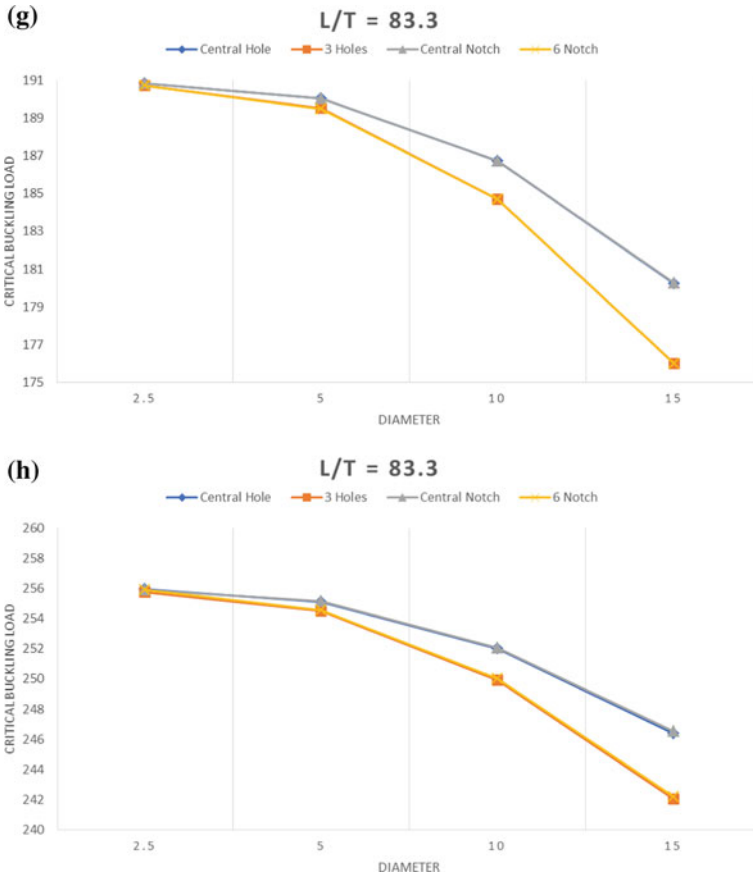 (g)
L/T = 83.3
Central Hole 3 Holes Central Notch 6 Notch
CRITICAL BUCKLING LOAD
191
189
187
185
183
181
179
177
175
2.5 5 10 15
DIAMETER
(h)
L/T = 83.3
Central Hole 3 Holes Central Notch 6 Notch
CRITICAL BUCKLING LOAD
260
258
256
254
252
250
248
246
244
242
240
2.5 5 10 15
DIAMETER